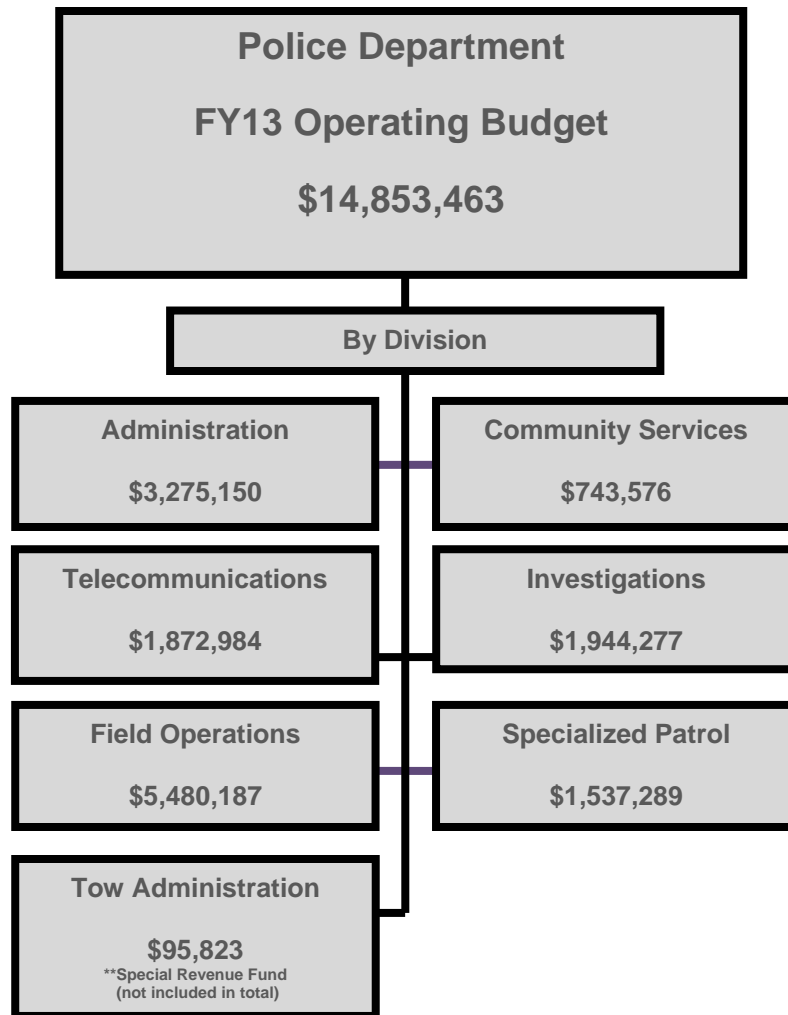 Police Department
FY13 Operating Budget
$14,853,463
By Division
Administration
$3,275,150
Community Services
$743,576
Telecommunications
$1,872,984
Investigations
$1,944,277
Field Operations
$5,480,187
Specialized Patrol
$1,537,289
Tow Administration
$95,823
**Special Revenue Fund
(not included in total)